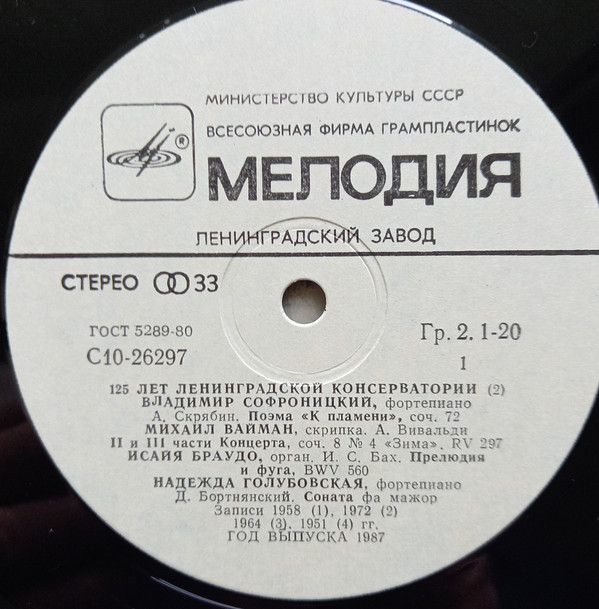 МИНИСТЕРСТВО КУЛЬТУРЫ СССР
ВСЕСОЮЗНАЯ ФИРМА ГРАМПЛАСТИНОК
®
МЕЛОДИЯ
ЛЕНИНГРАДСКИЙ ЗАВОД
СТЕРЕО 33
ГОСТ 5289-80
Гр. 2. 1-20
С10-26297
1
125 ЛЕТ ЛЕНИНГРАДСКОЙ КОНСЕРВАТОРИИ (2)
ВЛАДИМИР СОФРОНИЦКИЙ, фортепиано
А. Скрябин. Поэма «К пламени», соч. 72
МИХАИЛ ВАЙМАН, скрипка. А. Вивальди
II и III части Концерта, соч. 8 № 4 «Зима». RV 297
ИСАЙЯ БРАУДО, орган. И. С. Бах. Прелюдия
и фуга, BWV 560
НАДЕЖДА ГОЛУБОВСКАЯ, фортепиано
Д. Бортнянский. Соната фа мажор
Записи 1958 (1), 1972 (2)
1964 (3), 1951 (4) гг.
ГОД ВЫПУСКА 1987